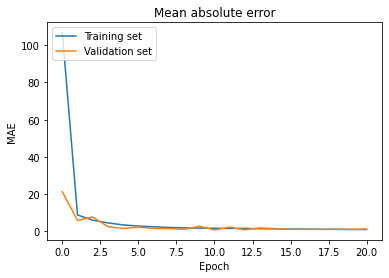 Mean absolute error
Training set
Validation set
MAE
100
80
60
40
20
0
0.0 2.5 5.0 7.5 10.0 12.5 15.0 17.5 20.0
Epoch